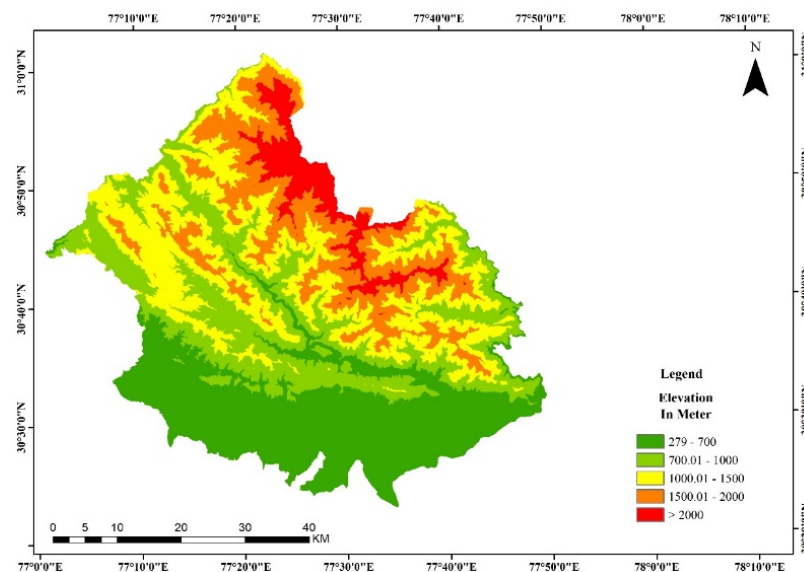 77°10'0"E 77°20'0"E 77°30'0"E 77°40'0"E 77°50'0"E 78°0'0"E 78°10'0"E
N
31°0'0"N
30°50'0"N
30°40'0"N
30°30'0"N
Legend
Elevation
In Meter
279 - 700
700.01 - 1000
1000.01 - 1500
1500.01 - 2000
> 2000
0 5 10 20 30 40
KM
77°0'0"E 77°10'0"E 77°20'0"E 77°30'0"E 77°40'0"E 77°50'0"E 78°0'0"E 78°10'0"E